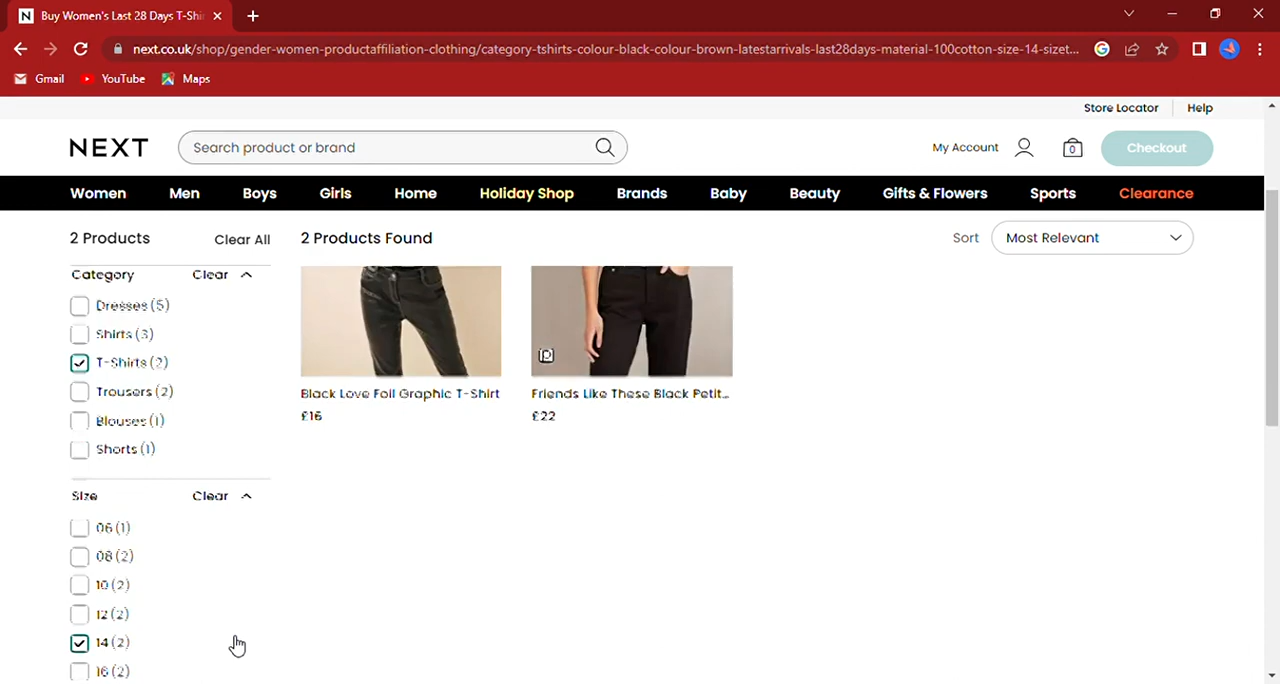 N Buy Women's Last 28 Days T-Shi
next.co.uk/shop/gender-women-productaffiliation-clothing/category-tshirts-colour-black-colour-brown-latestarrivals-last28days-material-100cotton-size-14-sizet...
Gmail YouTube Maps
Store Locator Help
NEXT Search product or brand My Account 0 Checkout
Women Men Boys Girls Home Holiday Shop Brands Baby Beauty Gifts & Flowers Sports Clearance
2 Products Clear All 2 Products Found Sort Most Relevant
Category Clear
Dresses (5)
Shirts (3)
T-Shirts (2)
Trousers (2)
Blouses (1)
Shorts (1)
Black Love Foil Graphic T-Shirt
£16
Friends Like These Black Petit...
£22
Size Clear
06 (1)
08 (2)
10 (2)
12 (2)
14 (2)
16 (2)